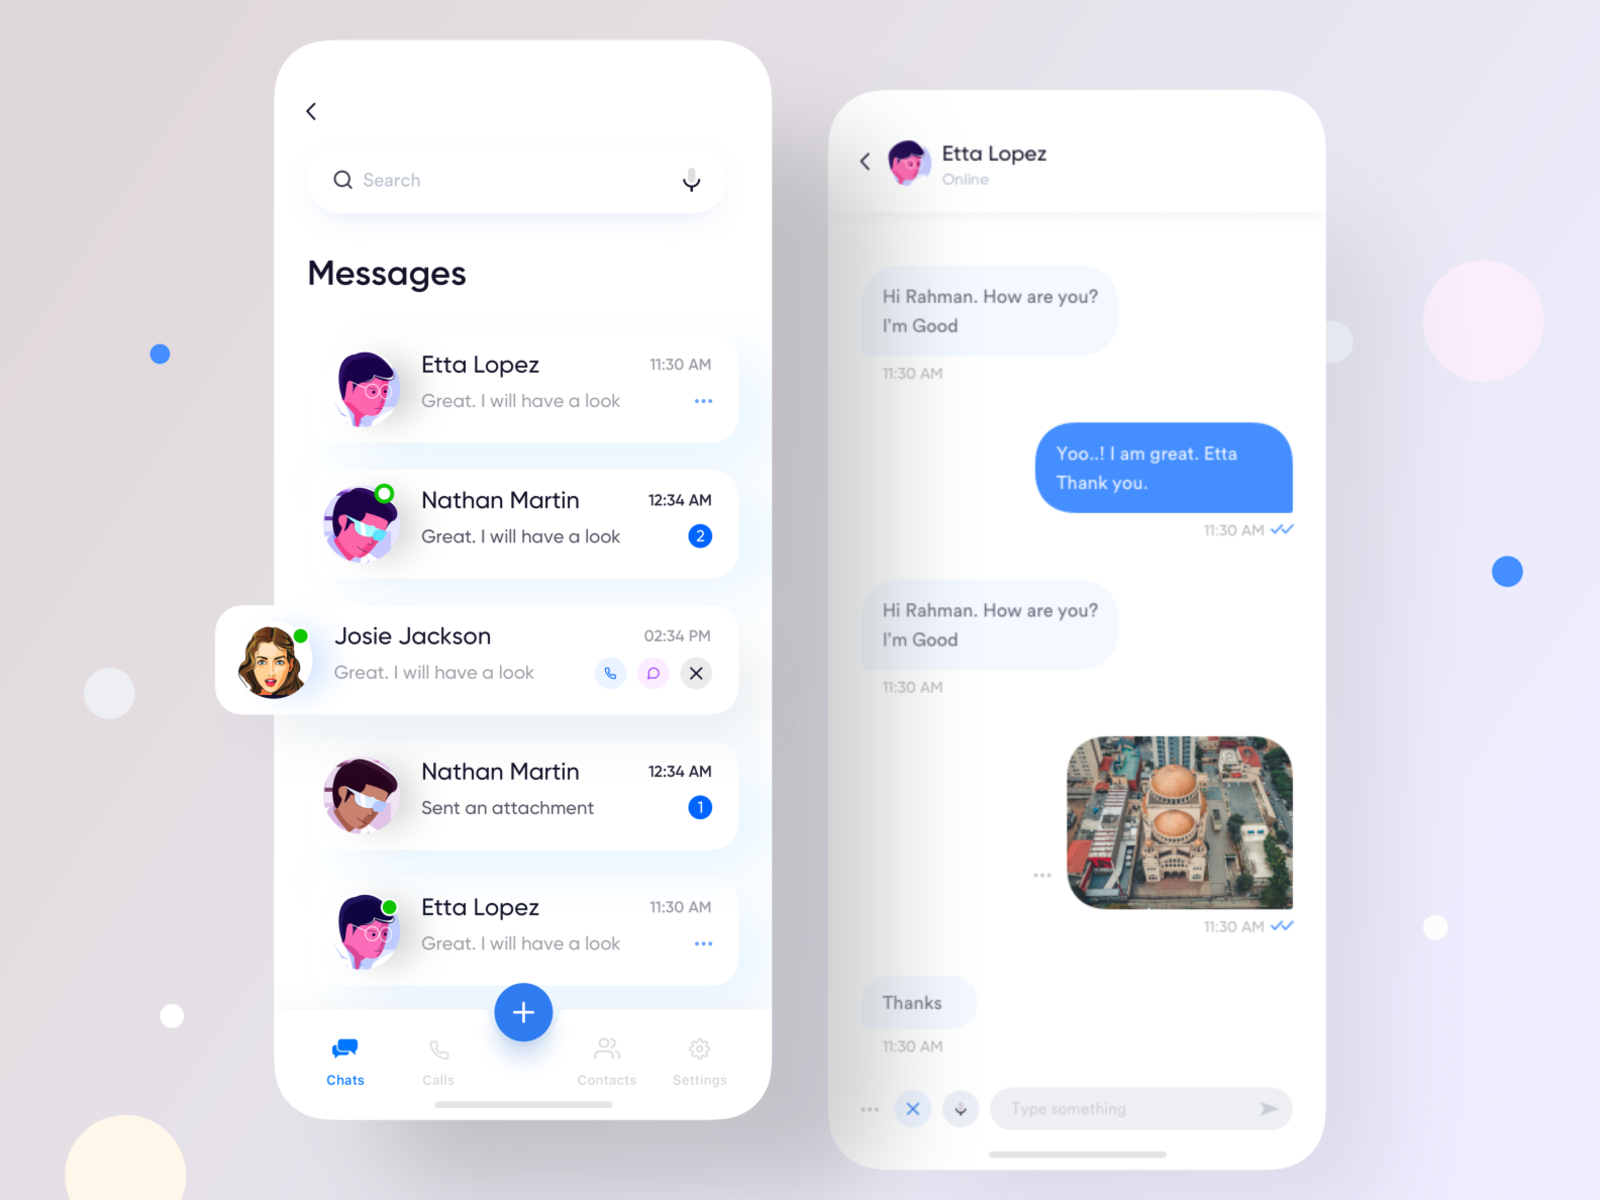 Search
Messages
Etta Lopez
11:30 AM
Great. I will have a look
Nathan Martin
12:34 AM
Great. I will have a look
2
Josie Jackson
02:34 PM
Great. I will have a look
Nathan Martin
12:34 AM
Sent an attachment
1
Etta Lopez
11:30 AM
Great. I will have a look
Chats
Calls
Contacts
Settings
Etta Lopez
Online
Hi Rahman. How are you?
I'm Good
11:30 AM
Yoo..! I am great. Etta
Thank you.
11:30 AM
Hi Rahman. How are you?
I'm Good
11:30 AM
11:30 AM
Thanks
11:30 AM
Type something